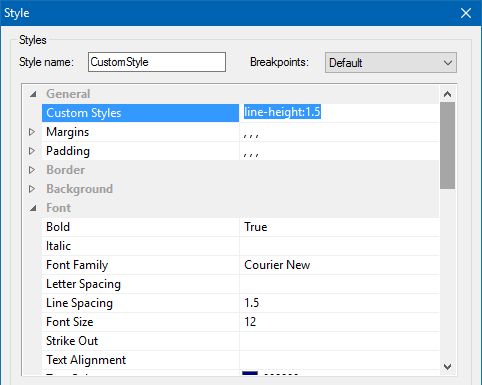 Style
Styles
Style name: CustomStyle Breakpoints: Default
General
Custom Styles line-height:1.5
Margins , , ,
Padding , , ,
Border
Background
Font
Bold True
Italic
Font Family Courier New
Letter Spacing
Line Spacing 1.5
Font Size 12
Strike Out
Text Alignment